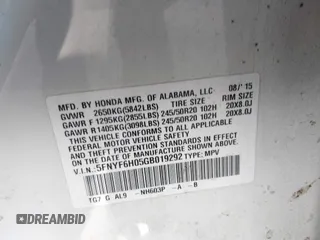 MFD. BY HONDA MFG. OF ALABAMA, LLC 08/'15
GVWR 2650KG(5842LBS) TIRE SIZE RIM SIZE
GAWR F 1295KG(2855LBS) 245/50R20 102H 20X8.0J
GAWR R 1405KG(3098LBS) 245/50R20 102H 20X8.0J
THIS VEHICLE CONFORMS TO ALL APPLICABLE
FEDERAL MOTOR VEHICLE SAFETY AND
THEFT PREVENTION STANDARDS IN EFFECT ON
THE DATE OF MANUFACTURE SHOWN ABOVE.
V.I.N.: 5FNYF6H05GB019292 TYPE: MPV
TG7 G AL9 NH603P -A -B
DREAMBID